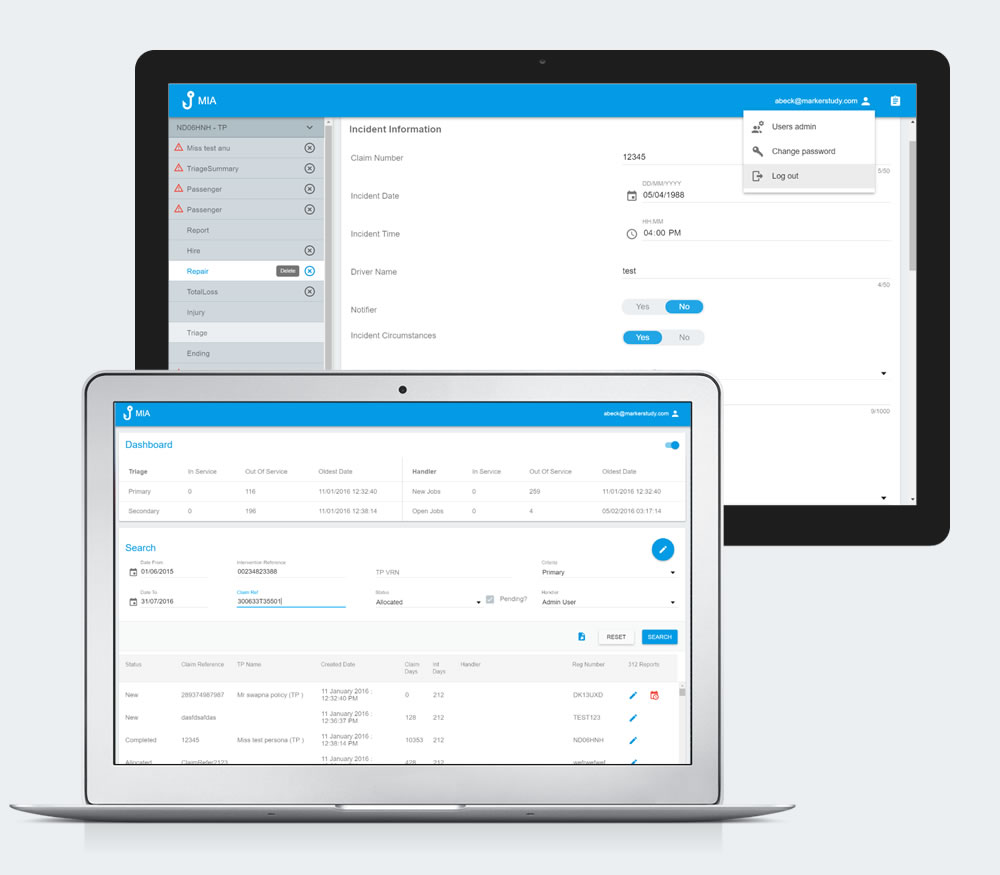 MIA
abeck@markerstudy.com
Users admin
Change password
Log out
ND06HNH - TP
Miss test anu
TriageSummary
Passenger
Passenger
Report
Hire
Repair
Delete
TotalLoss
Injury
Triage
Ending
Incident Information
Claim Number
12345
5/50
Incident Date
DD/MM/YYYY
05/04/1988
Incident Time
HH:MM
04:00 PM
Driver Name
test
4/50
Notifier
Yes No
Incident Circumstances
Yes No
9/1000
MIA
abeck@markerstudy.com
Dashboard
Triage In Service Out Of Service Oldest Date Handler In Service Out Of Service Oldest Date
Primary 0 116 11/01/2016 12:32:40 New Jobs 0 259 11/01/2016 12:32:40
Secondary 0 196 11/01/2016 12:38:14 Open Jobs 0 4 05/02/2016 03:17:14
Search
Date From Intervention Reference Criteria
01/06/2015 00234823388 TP VRN Primary
Date To Claim Ref Status Handler
31/07/2016 300633T35501 Allocated Pending? Admin User
RESET SEARCH
Status Claim Reference TP Name Created Date Claim Days Int Days Handler Reg Number 312 Reports
New 289374987987 Mr swapna policy (TP ) 11 January 2016 : 12:32:40 PM 0 212 DK13UXD
New dasfdsafdas 11 January 2016 : 12:36:37 PM 128 212 TEST123
Completed 12345 Miss test persona (TP ) 11 January 2016 : 12:38:14 PM 10353 212 ND06HNH
Allocated ClaimRefer2123 11 January 2016 : 428 212